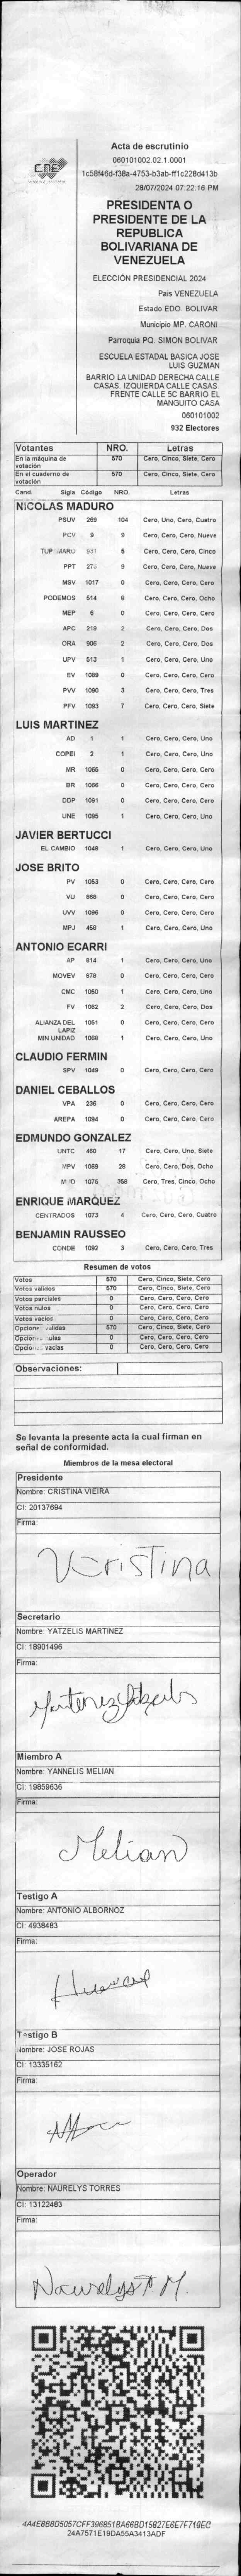 CNE
Acta de escrutinio
060101002.02.1.0001
1c58f46d-f38a-4753-b3ab-ff1c228d413b
28/07/2024 07:22:16 PM
PRESIDENTA O
PRESIDENTE DE LA
REPUBLICA
BOLIVARIANA DE
VENEZUELA
ELECCIÓN PRESIDENCIAL 2024
País VENEZUELA
Estado EDO. BOLIVAR
Municipio MP. CARONI
Parroquia PQ. SIMON BOLIVAR
ESCUELA ESTADAL BASICA JOSE
LUIS GUZMAN
BARRIO LA UNIDAD DERECHA CALLE
CASAS. IZQUIERDA CALLE CASAS
FRENTE CALLE 5C BARRIO EL
MANGUITO CASA
060101002
932 Electores
Votantes NRO. Letras
En la máquina de votación 570 Cero, Cinco, Siete, Cero
En el cuaderno de votación 570 Cero, Cinco, Siete, Cero
Cand. Sigla Código NRO. Letras
NICOLAS MADURO
PSUV 269 104 Cero, Uno, Cero, Cuatro
PCV 9 9 Cero, Cero, Cero, Nueve
TUPAMARO 931 5 Cero, Cero, Cero, Cinco
PPT 275 9 Cero, Cero, Cero, Nueve
MSV 1017 0 Cero, Cero, Cero, Cero
PODEMOS 514 8 Cero, Cero, Cero, Ocho
MEP 6 0 Cero, Cero, Cero, Cero
APC 219 2 Cero, Cero, Cero, Dos
ORA 906 2 Cero, Cero, Cero, Dos
UPV 513 1 Cero, Cero, Cero, Uno
EV 1089 0 Cero, Cero, Cero, Cero
PVV 1090 3 Cero, Cero, Cero, Tres
PFV 1093 7 Cero, Cero, Cero, Siete
LUIS MARTINEZ
AD 1 1 Cero, Cero, Cero, Uno
COPEI 2 1 Cero, Cero, Cero, Uno
MR 1065 0 Cero, Cero, Cero, Cero
BR 1066 0 Cero, Cero, Cero, Cero
DDP 1091 0 Cero, Cero, Cero, Cero
UNE 1095 1 Cero, Cero, Cero, Uno
JAVIER BERTUCCI
EL CAMBIO 1048 1 Cero, Cero, Cero, Uno
JOSE BRITO
PV 1053 0 Cero, Cero, Cero, Cero
VU 868 0 Cero, Cero, Cero, Cero
UVV 1096 0 Cero, Cero, Cero, Cero
MPJ 458 1 Cero, Cero, Cero, Uno
ANTONIO ECARRI
AP 814 1 Cero, Cero, Cero, Uno
MOVEV 978 0 Cero, Cero, Cero, Cero
CMC 1050 1 Cero, Cero, Cero, Uno
FV 1062 2 Cero, Cero, Cero, Dos
ALIANZA DEL LAPIZ 1051 0 Cero, Cero, Cero, Cero
MIN UNIDAD 1068 1 Cero, Cero, Cero, Uno
CLAUDIO FERMIN
SPV 1049 0 Cero, Cero, Cero, Cero
DANIEL CEBALLOS
VPA 236 0 Cero, Cero, Cero, Cero
AREPA 1094 0 Cero, Cero, Cero, Cero
EDMUNDO GONZALEZ
UNTC 460 17 Cero, Cero, Uno, Siete
MPV 1069 28 Cero, Cero, Dos, Ocho
MUD 1075 358 Cero, Tres, Cinco, Ocho
ENRIQUE MARQUEZ
CENTRADOS 1073 4 Cero, Cero, Cero, Cuatro
BENJAMIN RAUSSEO
CONDE 1092 3 Cero, Cero, Cero, Tres
Resumen de votos
Votos 570 Cero, Cinco, Siete, Cero
Votos validos 570 Cero, Cinco, Siete, Cero
Votos parciales 0 Cero, Cero, Cero, Cero
Votos nulos 0 Cero, Cero, Cero, Cero
Votos vacios 0 Cero, Cero, Cero, Cero
Opciones validas 570 Cero, Cinco, Siete, Cero
Opciones nulas 0 Cero, Cero, Cero, Cero
Opciones vacias 0 Cero, Cero, Cero, Cero
Observaciones:
Se levanta la presente acta la cual firman en
señal de conformidad.
Miembros de la mesa electoral
Presidente
Nombre: CRISTINA VIEIRA
CI: 20137694
Firma:
VCristina
Secretario
Nombre: YATZELIS MARTINEZ
CI: 18901496
Firma:
Martinez Yatzelis
Miembro A
Nombre: YANNELIS MELIAN
CI: 19859636
Firma:
Melian
Testigo A
Nombre: ANTONIO ALBORNOZ
CI: 4938483
Firma:
Testigo B
Nombre: JOSE ROJAS
CI: 13335162
Firma:
Operador
Nombre: NAURELYS TORRES
CI: 13122483
Firma:
Naurelys T M.
4A4E8B8D5057CFF396851BA66BD15827E6E7F719EC
24A7571E19DA55A3413ADF